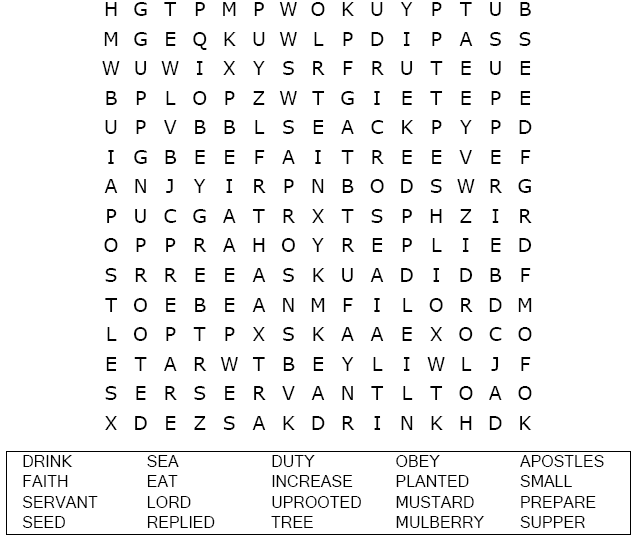 H G T P M P W O K U Y P T U B
M G E Q K U W L P D I P A S S
W U W I X Y S R F R U T E U E
B P L O P Z W T G I E T E P E
U P V B B L S E A C K P Y P D
I G B E E F A I T R E E V E F
A N J Y I R P N B O D S W R G
P U C G A T R X T S P H Z I R
O P P R A H O Y R E P L I E D
S R R E E A S K U A D I D B F
T O E B E A N M F I L O R D M
L O P T P X S K A A E X O C O
E T A R W T B E Y L I W L J F
S E R S E R V A N T L T O A O
X D E Z S A K D R I N K H D K
DRINK SEA DUTY OBEY APOSTLES
FAITH EAT INCREASE PLANTED SMALL
SERVANT LORD UPROOTED MUSTARD PREPARE
SEED REPLIED TREE MULBERRY SUPPER